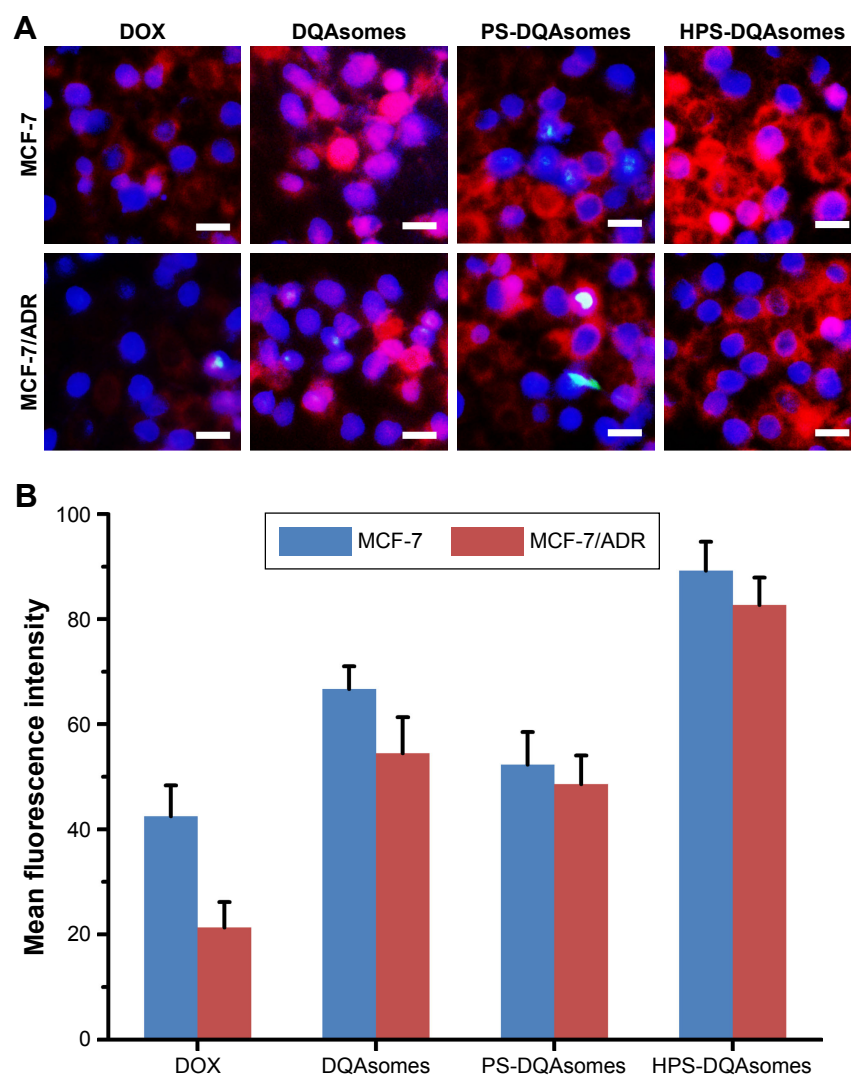 A
DOX DQAsomes PS-DQAsomes HPS-DQAsomes
MCF-7
MCF-7/ADR
B
MCF-7 MCF-7/ADR
Mean fluorescence intensity
100
80
60
40
20
0
DOX DQAsomes PS-DQAsomes HPS-DQAsomes